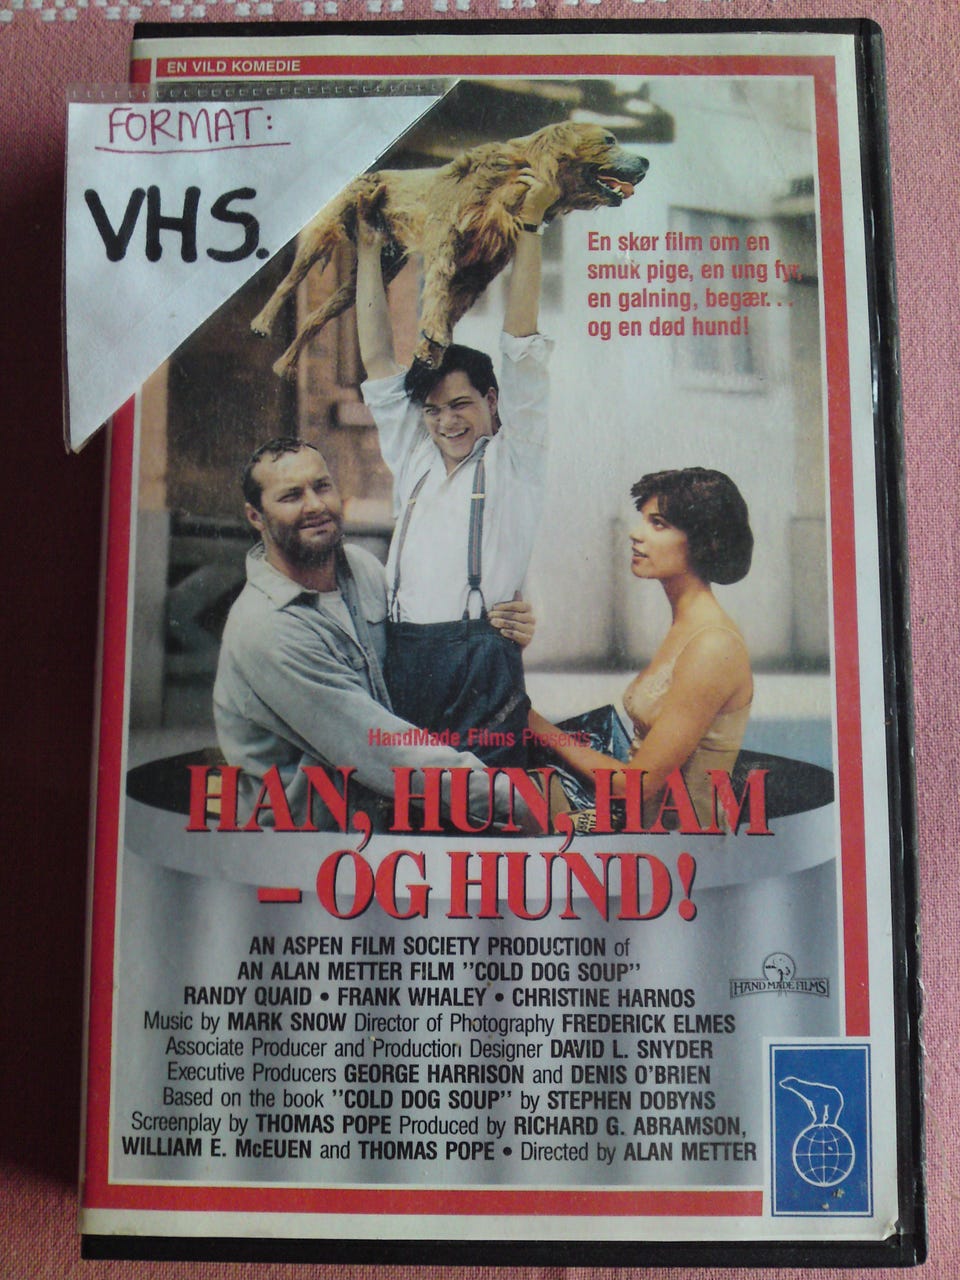 EN VILD KOMEDIE
FORMAT:
VHS.
En skør film om en
smuk pige, en ung fyr,
en galning, begær...
og en død hund!
HandMade Films Presents
HAN, HUN, HAM
- OG HUND!
AN ASPEN FILM SOCIETY PRODUCTION of
AN ALAN METTER FILM "COLD DOG SOUP"
RANDY QUAID • FRANK WHALEY • CHRISTINE HARNOS
HAND MADE FILMS
Music by MARK SNOW Director of Photography FREDERICK ELMES
Associate Producer and Production Designer DAVID L. SNYDER
Executive Producers GEORGE HARRISON and DENIS O'BRIEN
Based on the book "COLD DOG SOUP" by STEPHEN DOBYNS
Screenplay by THOMAS POPE Produced by RICHARD G. ABRAMSON,
WILLIAM E. McEUEN and THOMAS POPE • Directed by ALAN METTER